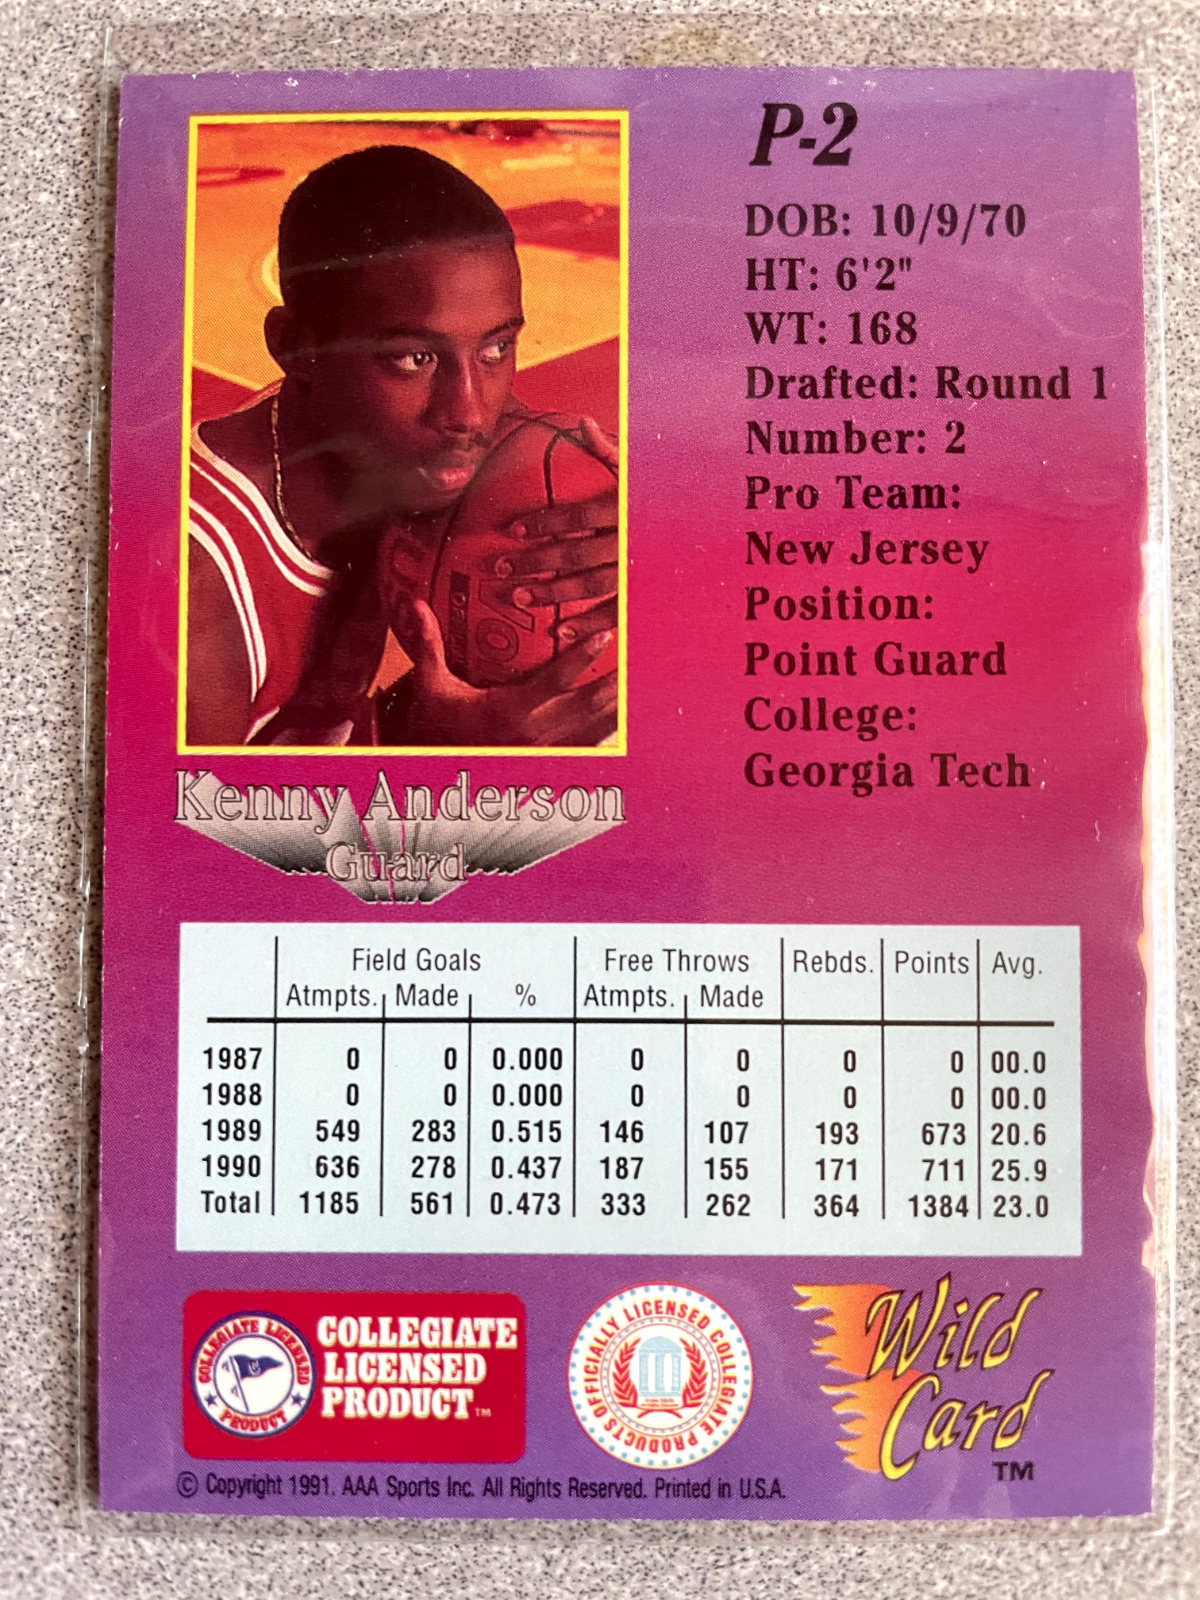 P-2
DOB: 10/9/70
HT: 6'2"
WT: 168
Drafted: Round 1
Number: 2
Pro Team:
New Jersey
Position:
Point Guard
College:
Georgia Tech
Kenny Anderson
Guard
Field Goals Free Throws Rebds. Points Avg.
Atmpts. Made % Atmpts. Made
1987 0 0 0.000 0 0 0 0 00.0
1988 0 0 0.000 0 0 0 0 00.0
1989 549 283 0.515 146 107 193 673 20.6
1990 636 278 0.437 187 155 171 711 25.9
Total 1185 561 0.473 333 262 364 1384 23.0
COLLEGIATE LICENSED PRODUCT
COLLEGIATE
LICENSED
PRODUCT™
OFFICIALLY LICENSED COLLEGIATE PRODUCTS
Wild
Card
TM
© Copyright 1991. AAA Sports Inc. All Rights Reserved. Printed in U.S.A.